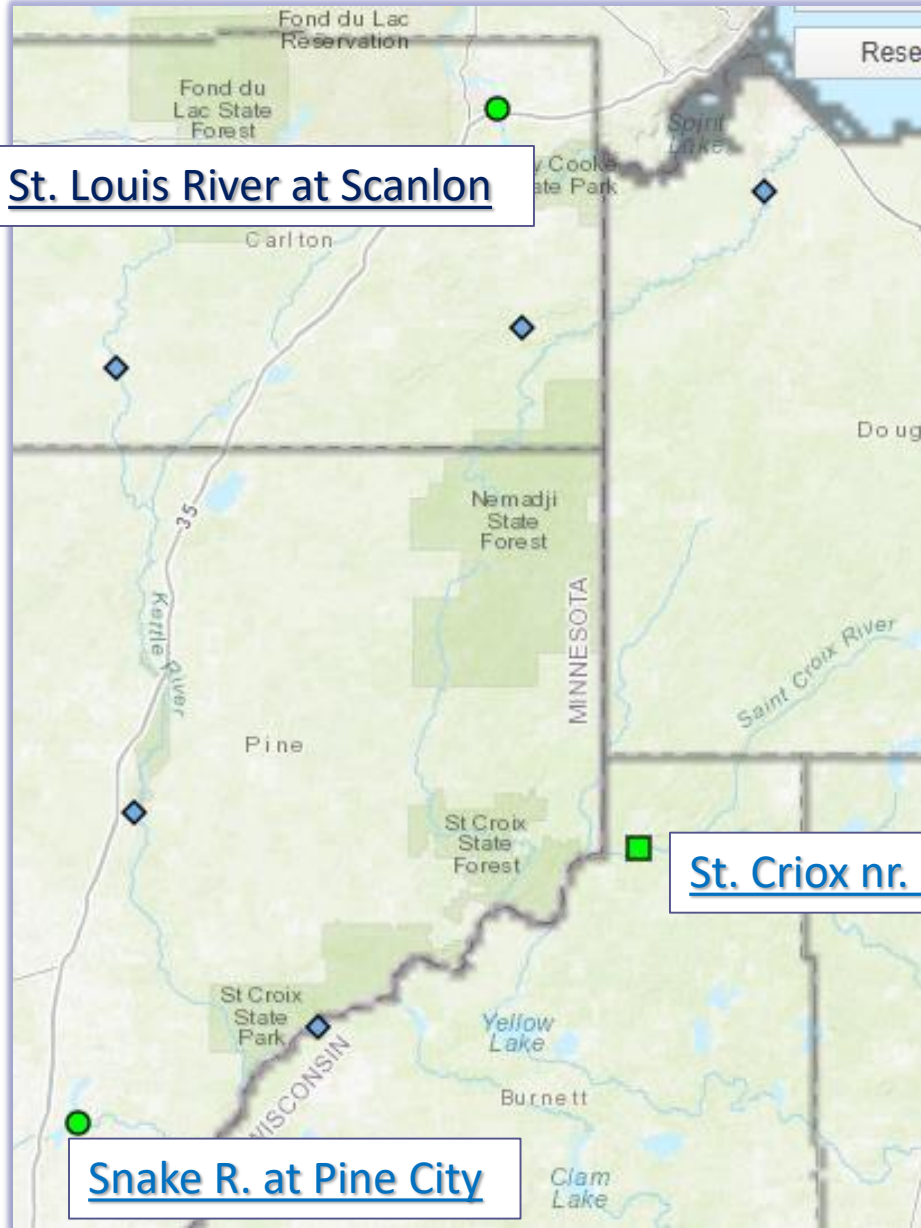 Fond du Lac
Reservation
Rese
Fond du
Lac State
Forest
Spirit
Lake
y Cooke
ate Park
St. Louis River at Scanlon
Carlton
Doug
Nemadji
State
Forest
35
Kettle River
MINNESOTA
Saint Croix River
Pine
St Croix
State
Forest
St. Criox nr.
St Croix
State
Park
Yellow
Lake
WISCONSIN
Burnett
Snake R. at Pine City
Clam
Lake